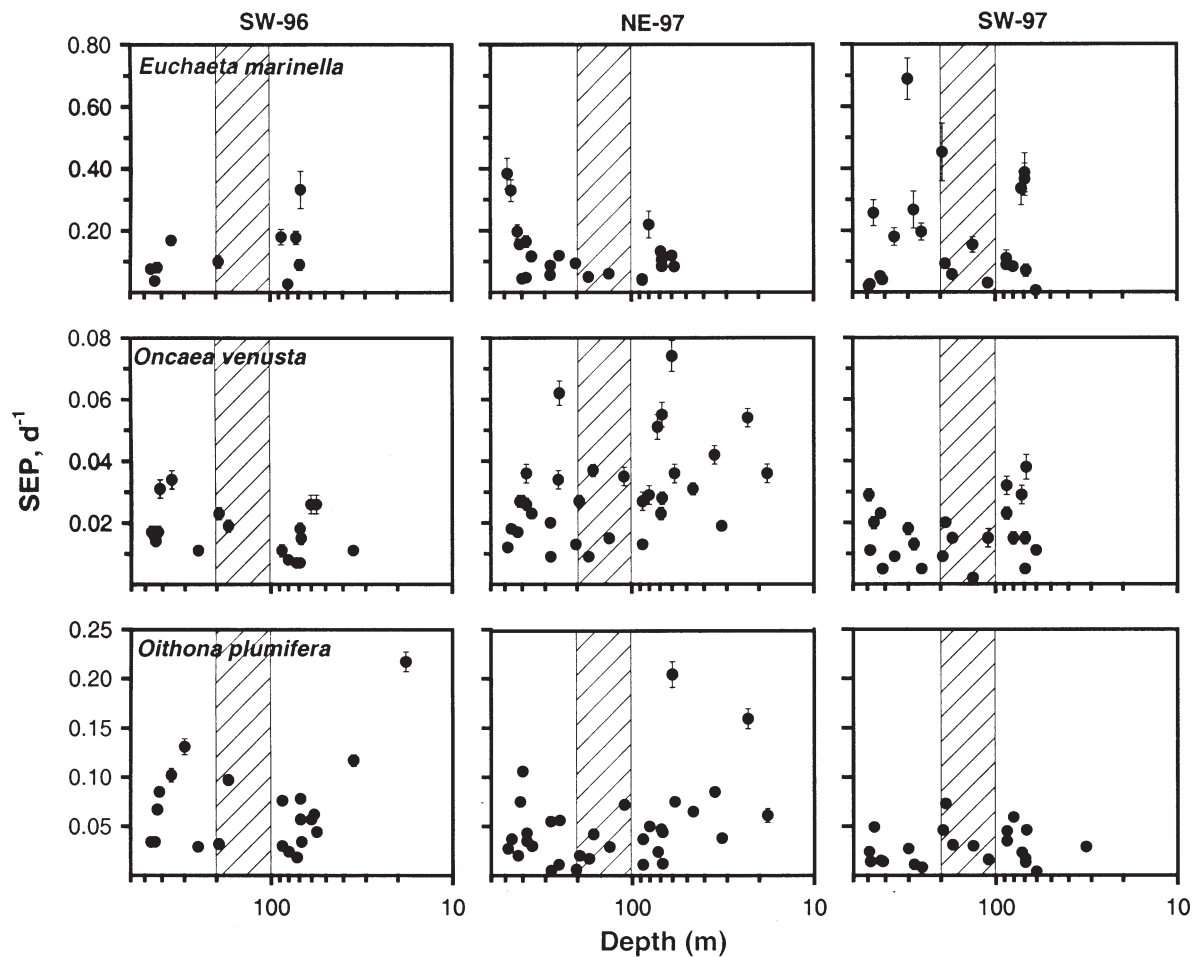 SW-96 NE-97 SW-97
0.80
Euchaeta marinella
0.60
0.40
0.20
0.08
Oncaea venusta
0.06
0.04
0.02
SEP, d-1
0.25
Oithona plumifera
0.20
0.15
0.10
0.05
100 10 100 10 100 10
Depth (m)